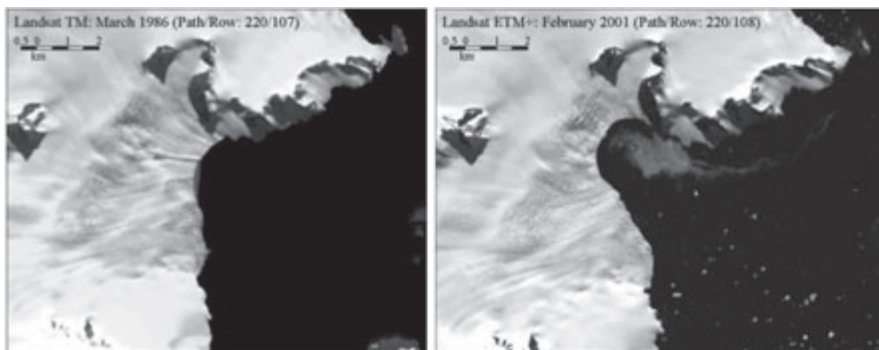 Landsat TM: March 1986 (Path/Row: 220/107)
0.5 0 1 2
km
Landsat ETM+: February 2001 (Path/Row: 220/108)
0.5 0 1 2
km